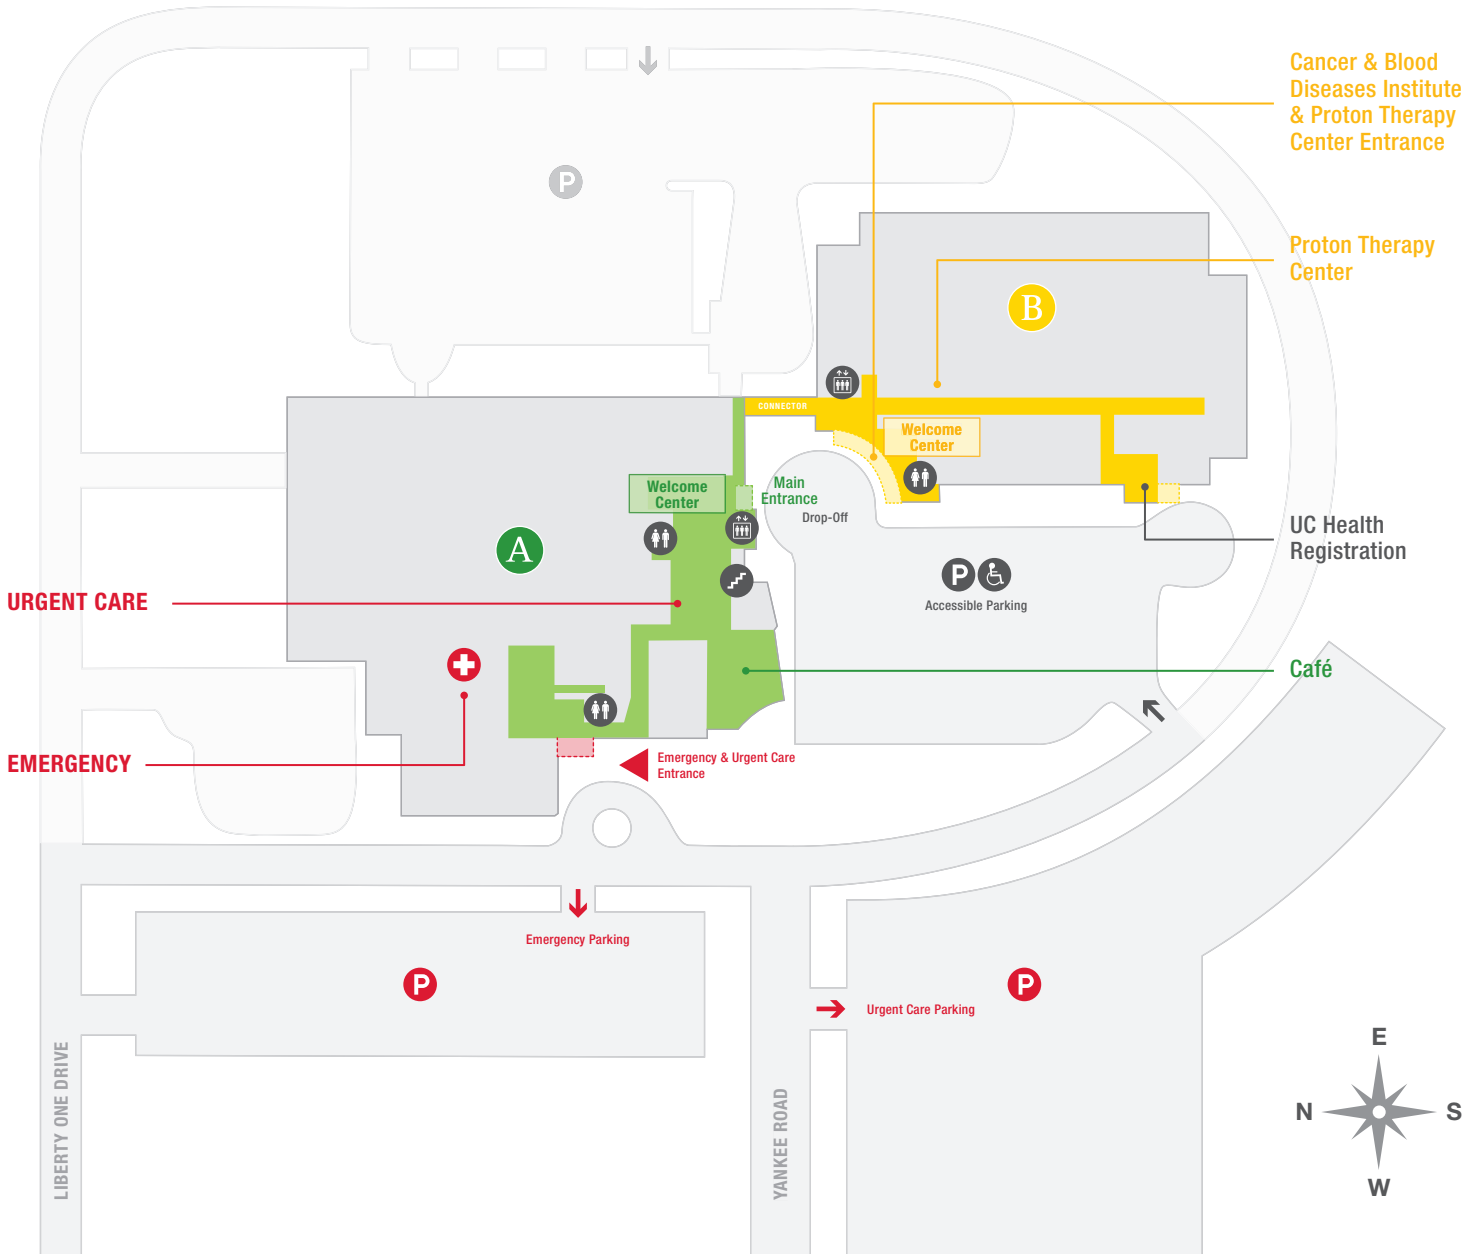 Cancer & Blood
Diseases Institute
& Proton Therapy
Center Entrance
P
Proton Therapy
Center
B
CONNECTOR
Welcome
Center
Welcome
Center
Main
Entrance
Drop-Off
UC Health
Registration
A
P
Accessible Parking
URGENT CARE
Café
EMERGENCY
Emergency & Urgent Care
Entrance
Emergency Parking
P
P
Urgent Care Parking
LIBERTY ONE DRIVE
YANKEE ROAD
E
N
S
W